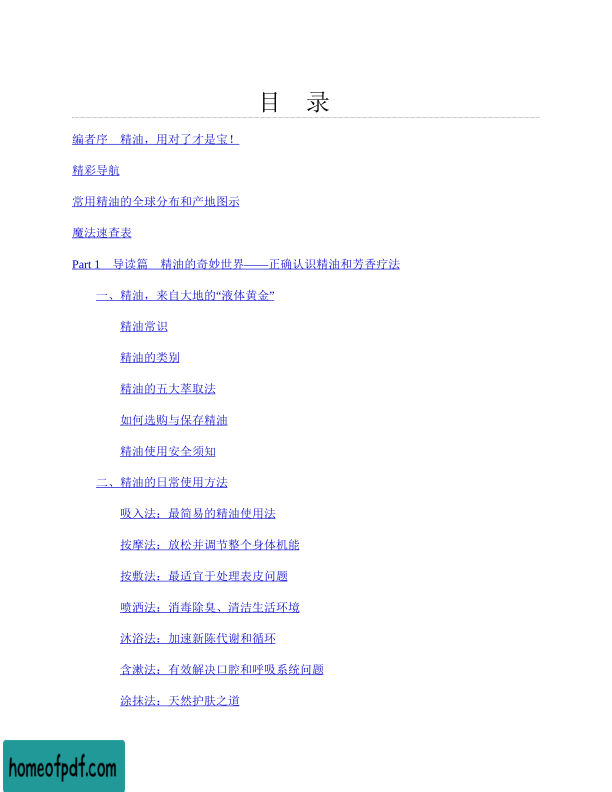 目 录
编者序 精油，用对了才是宝！
精彩导航
常用精油的全球分布和产地图示
魔法速查表
Part 1 导读篇 精油的奇妙世界——正确认识精油和芳香疗法
一、精油，来自大地的“液体黄金”
精油常识
精油的类别
精油的五大萃取法
如何选购与保存精油
精油使用安全须知
二、精油的日常使用方法
吸入法：最简易的精油使用法
按摩法：放松并调节整个身体机能
按敷法：最适宜于处理表皮问题
喷洒法：消毒除臭、清洁生活环境
沐浴法：加速新陈代谢和循环
含漱法：有效解决口腔和呼吸系统问题
涂抹法：天然护肤之道
homeofpdf.com